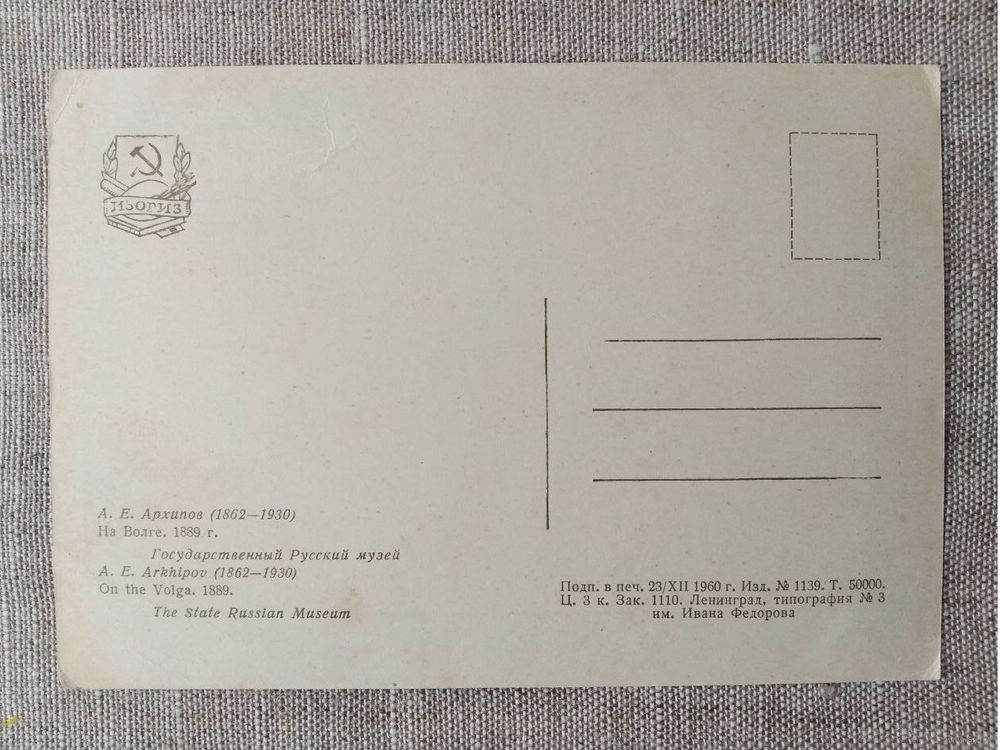 ИЗОГИЗ
А. Е. Архипов (1862—1930)
На Волге. 1889 г.
Государственный Русский музей
A. E. Arkhipov (1862—1930)
On the Volga. 1889.
The State Russian Museum
Подп. в печ. 23/XII 1960 г. Изд. № 1139. Т. 50000.
Ц. 3 к. Зак. 1110. Ленинград, типография № 3
им. Ивана Федорова